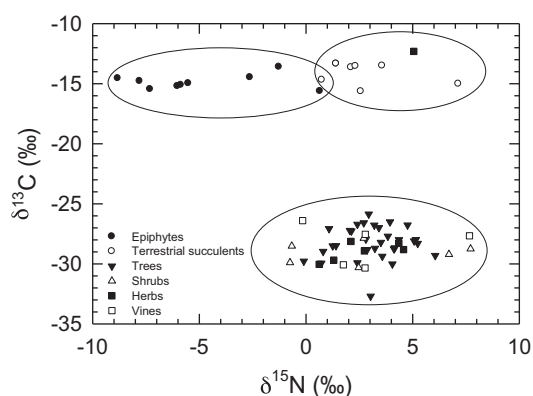 -5
-10
-15
-20
-25
-30
-35
δ13C (‰)
Epiphytes
Terrestrial succulents
Trees
Shrubs
Herbs
Vines
-10
-5
0
5
10
δ15N (‰)